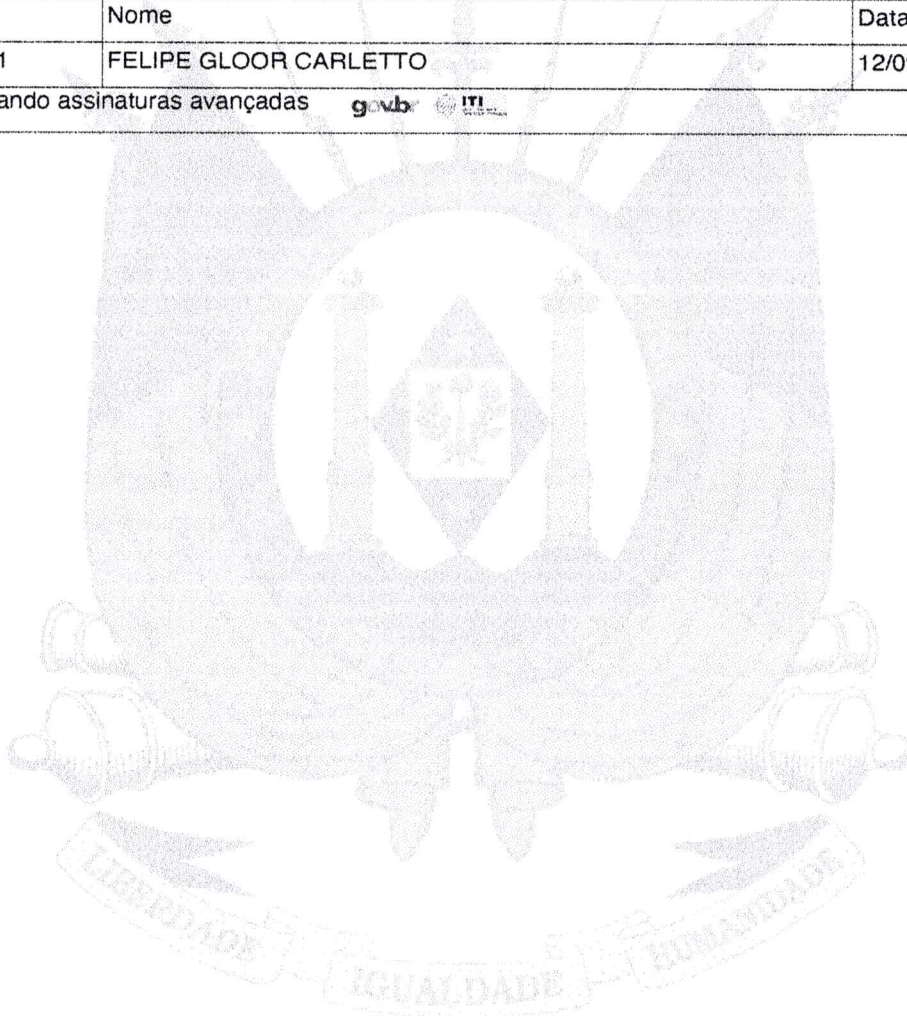 Nome Data
1 FELIPE GLOOR CARLETTO 12/0
ando assinaturas avançadas gov.br ITI
LIBERDADE IGUALDADE HUMANIDADE